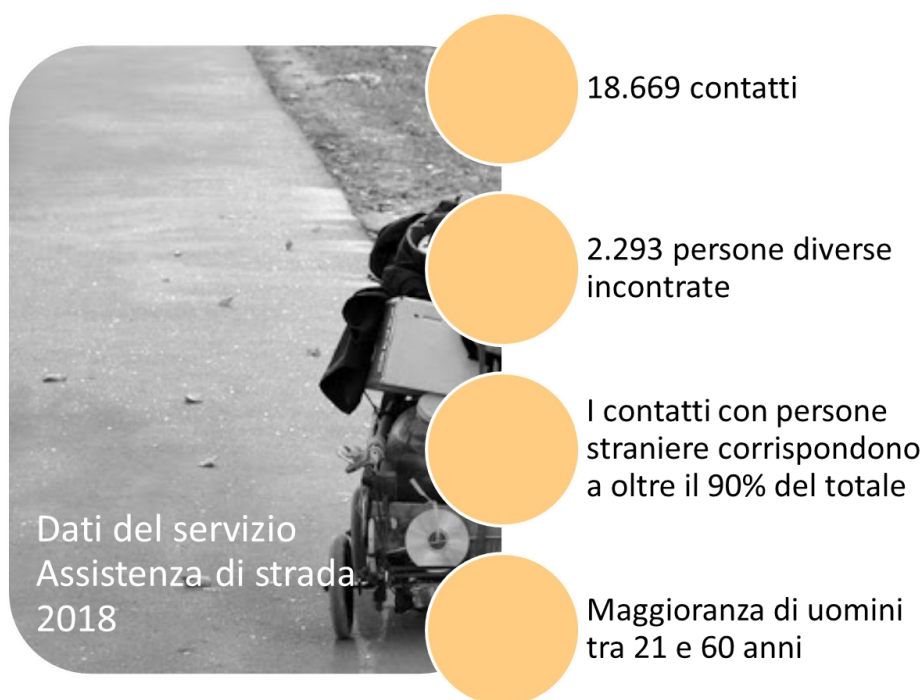 18.669 contatti
2.293 persone diverse
incontrate
I contatti con persone
straniere corrispondono
a oltre il 90% del totale
Maggioranza di uomini
tra 21 e 60 anni
Dati del servizio
Assistenza di strada
2018